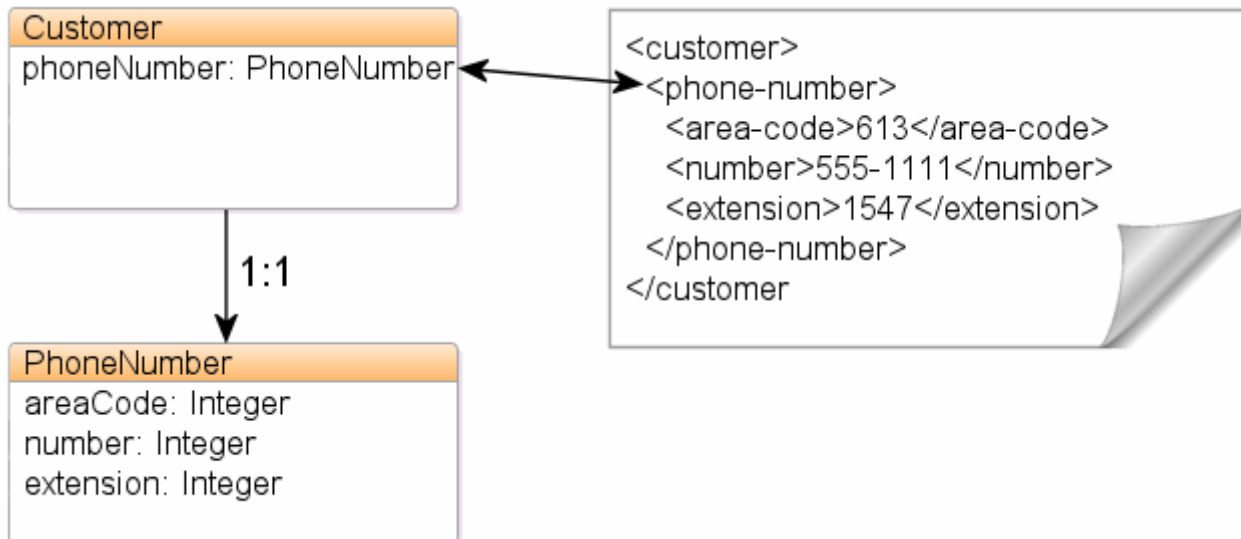 Customer
phoneNumber: PhoneNumber
1:1
PhoneNumber
areaCode: Integer
number: Integer
extension: Integer
<customer>
<phone-number>
<area-code>613</area-code>
<number>555-1111</number>
<extension>1547</extension>
</phone-number>
</customer